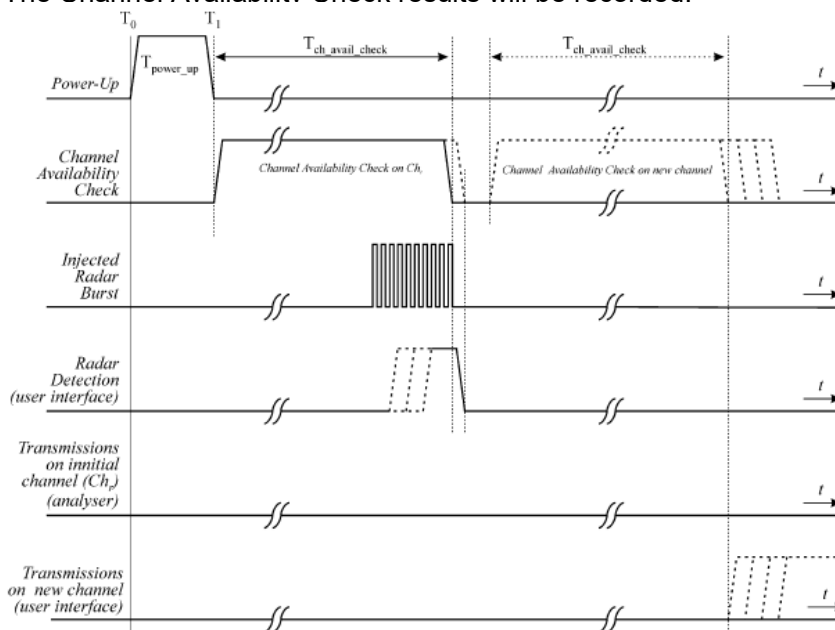 The Channel Availability Check results will be recorded.
T0 T1
Tch_avail_check Tch_avail_check
Tpower_up
Power-Up
t
Channel
Availability
Check
Channel Availability Check on Chr
Channel Availability Check on new channel
t
Injected
Radar
Burst
t
Radar
Detection
(user interface)
t
Transmissions
on innitial
channel (Chr)
(analyser)
t
Transmissions
on new channel
(user interface)
t